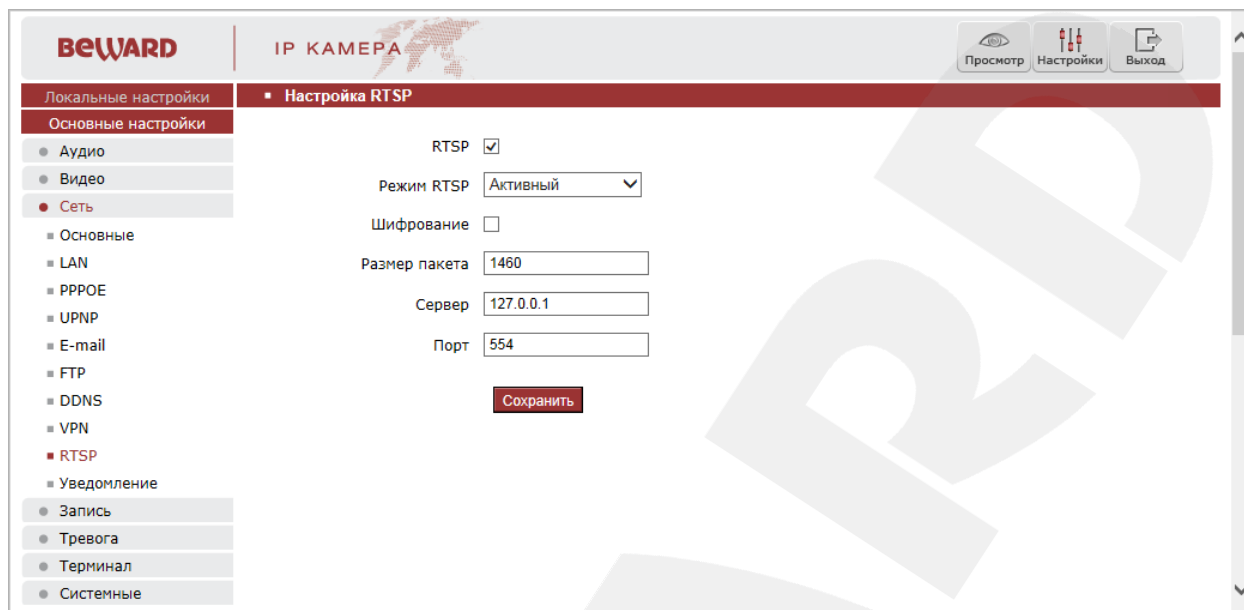 BEWARD
IP КАМЕРА
Просмотр
Настройки
Выход
Локальные настройки
Основные настройки
Аудио
Видео
Сеть
Основные
LAN
PPPOE
UPNP
E-mail
FTP
DDNS
VPN
RTSP
Уведомление
Запись
Тревога
Терминал
Системные
Настройка RTSP
RTSP
Режим RTSP Активный
Шифрование
Размер пакета 1460
Сервер 127.0.0.1
Порт 554
Сохранить